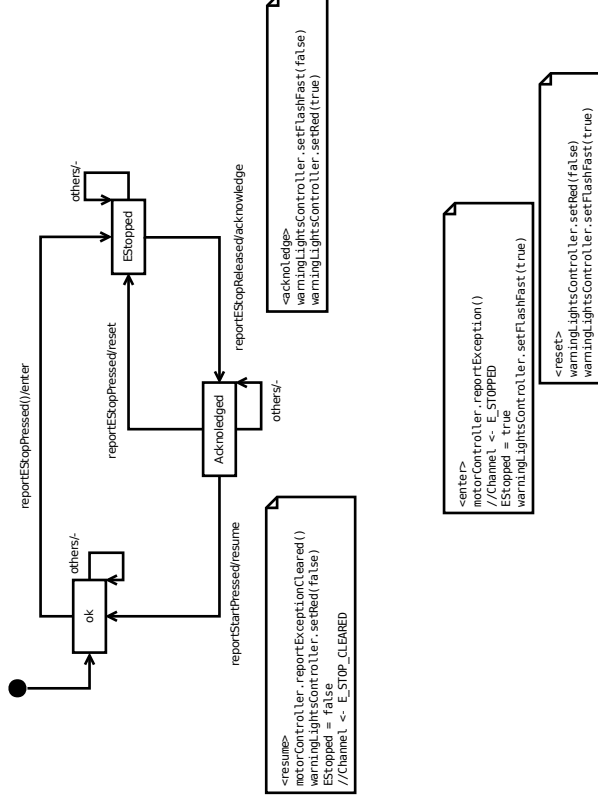 reportEStopPressed()/enter
others/-
others/-
ok
EStopped
reportEStopPressed/reset
Acknoledged
others/-
reportStartPressed/resume
reportEStopReleased/acknowledge
<resume>
motorController.reportExceptionCleared()
warningLightsController.setRed(false)
EStopped = false
//Channel <- E_STOP_CLEARED
<acknoledge>
warningLightsController.setFlashFast(false)
warningLightsController.setRed(true)
<enter>
motorController.reportException()
//Channel <- E_STOPPED
EStopped = true
warningLightsController.setFlashFast(true)
<reset>
warningLightsController.setRed(false)
warningLightsController.setFlashFast(true)